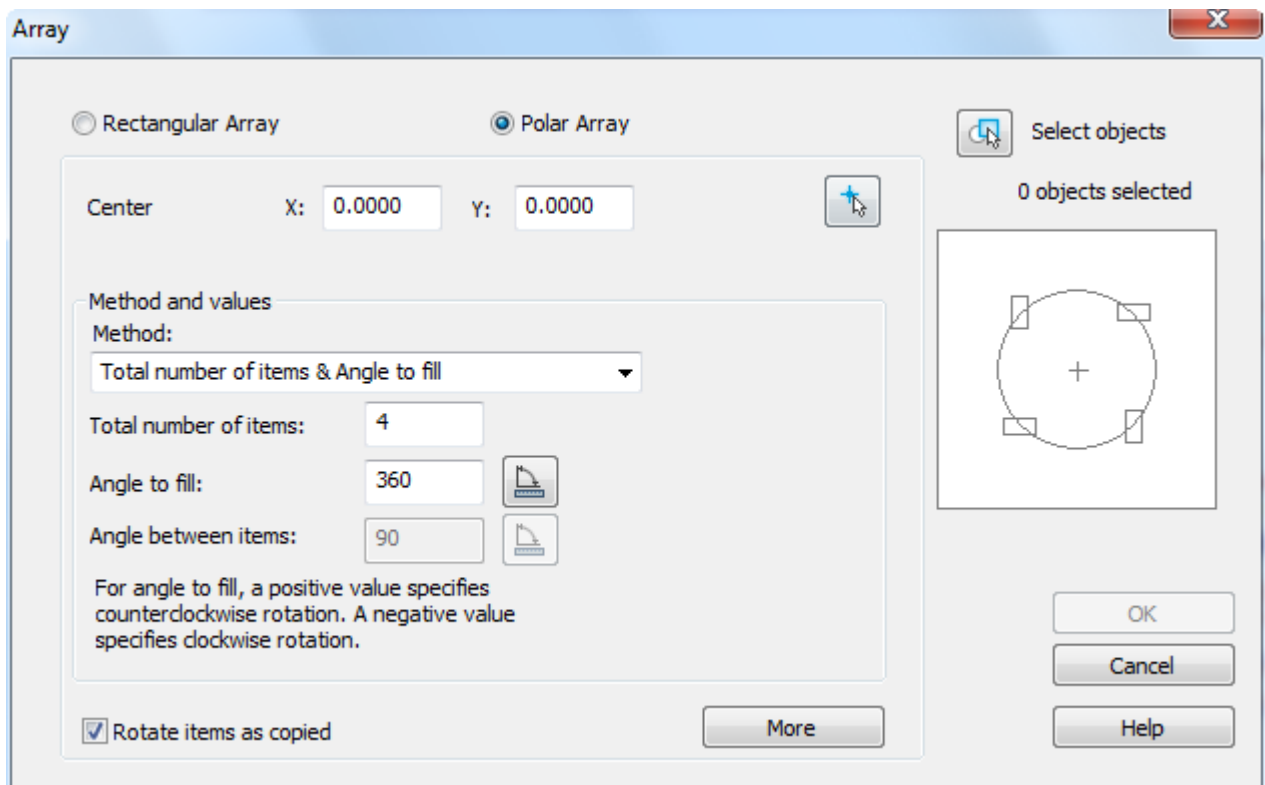 Array
X
Rectangular Array
Polar Array
Select objects
0 objects selected
Center X: 0.0000 Y: 0.0000
Method and values
Method:
Total number of items & Angle to fill
Total number of items: 4
Angle to fill: 360
Angle between items: 90
For angle to fill, a positive value specifies
counterclockwise rotation. A negative value
specifies clockwise rotation.
OK
Cancel
Rotate items as copied
More
Help